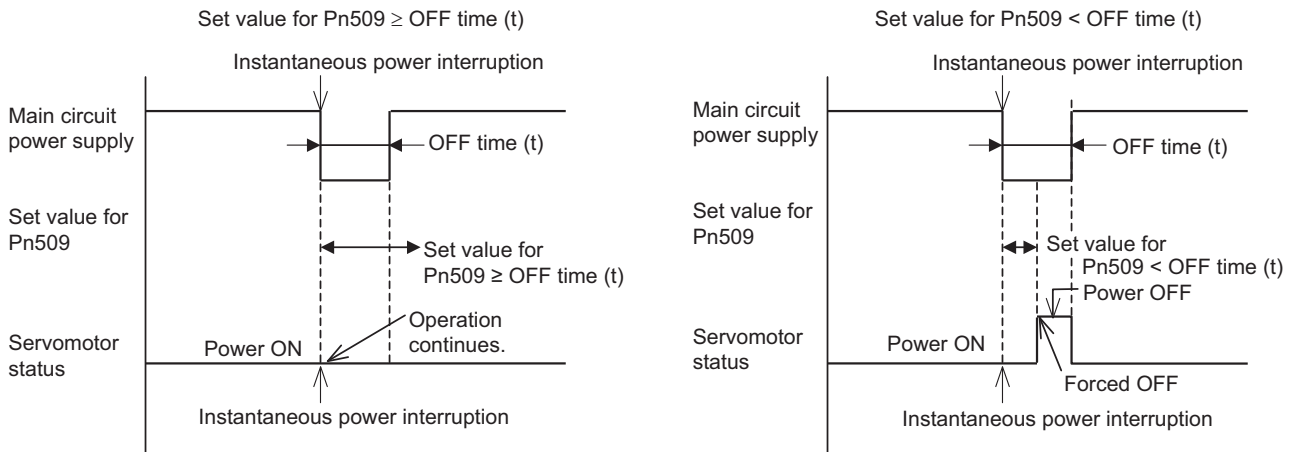 Set value for Pn509 ≥ OFF time (t)
Instantaneous power interruption
Main circuit
power supply
OFF time (t)
Set value for
Pn509
Set value for
Pn509 ≥ OFF time (t)
Operation
continues.
Servomotor
status
Power ON
Instantaneous power interruption
Set value for Pn509 < OFF time (t)
Instantaneous power interruption
Main circuit
power supply
OFF time (t)
Set value for
Pn509
Set value for
Pn509 < OFF time (t)
Power OFF
Servomotor
status
Power ON
Forced OFF
Instantaneous power interruption